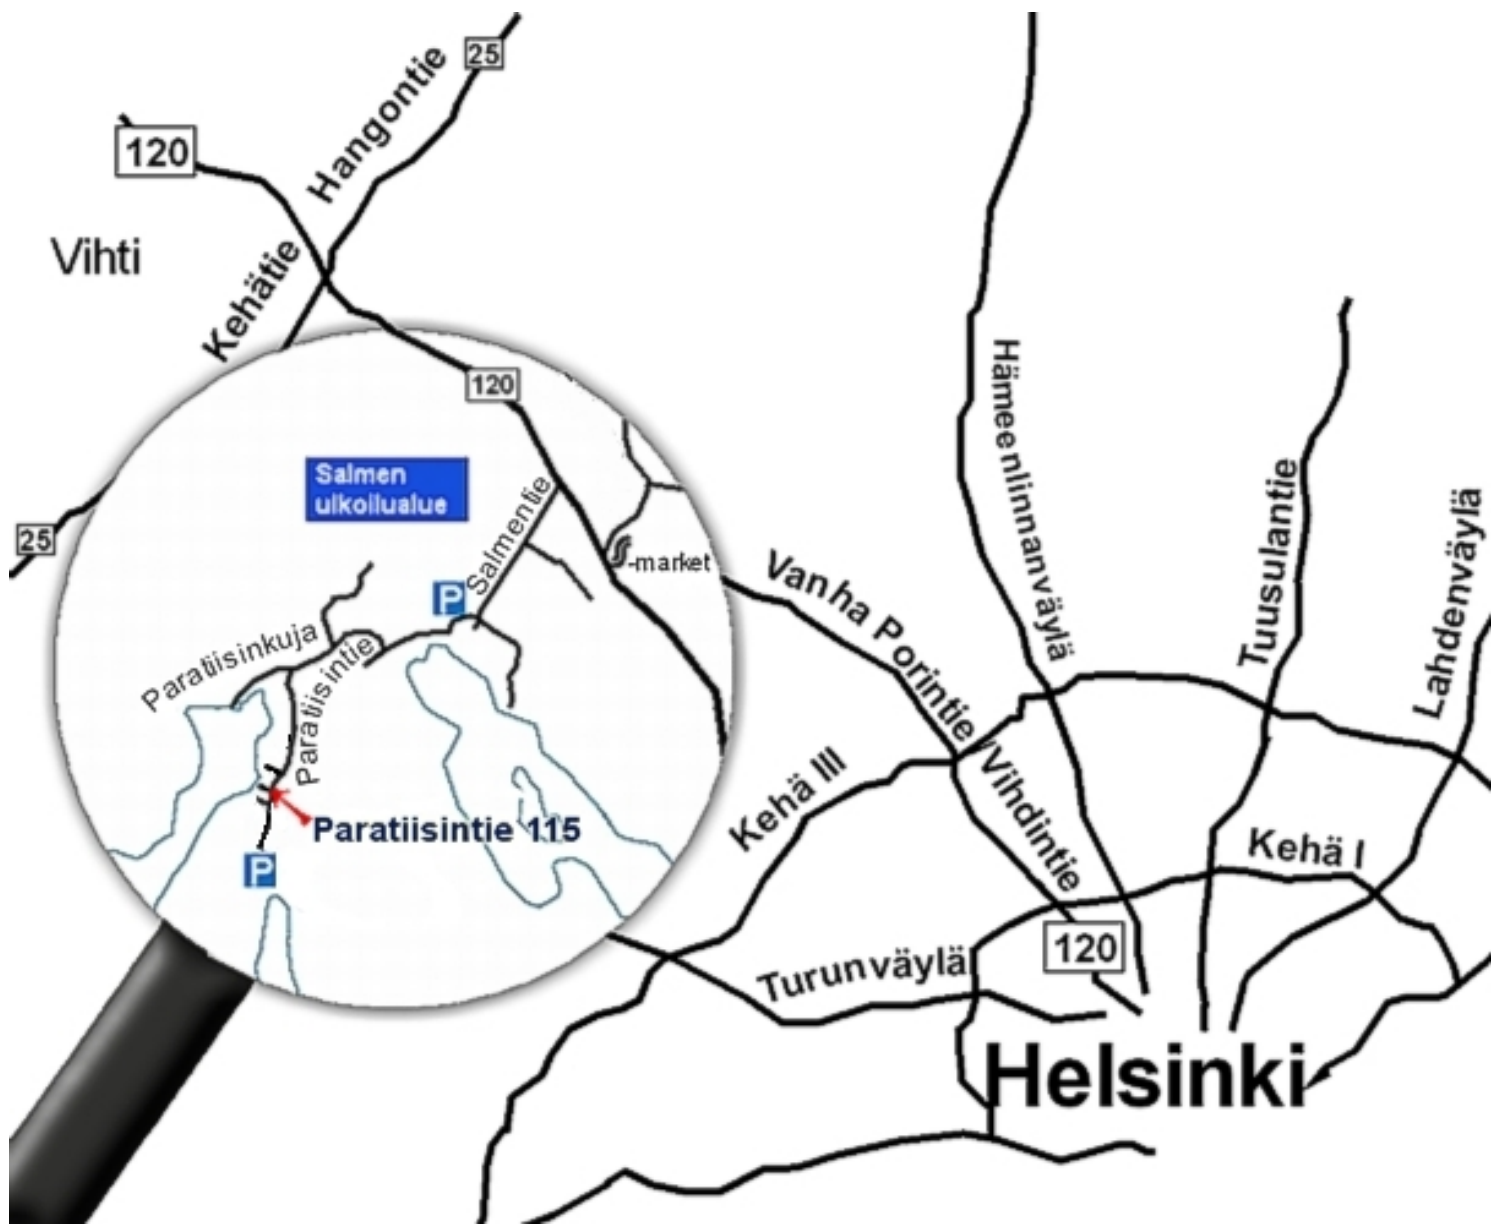 25
Hangontie
120
Vihti
Kehätie
120
Salmen
ulkoilualue
25
Salmentie
P
-market
Paratiisinkuja
Paratiisintie
Paratiisintie 115
P
Hämeenlinnanväylä
Tuusulantie
Lahdenväylä
Vanha Porintie/Vihdintie
Kehä III
Kehä I
120
Turunväylä
Helsinki